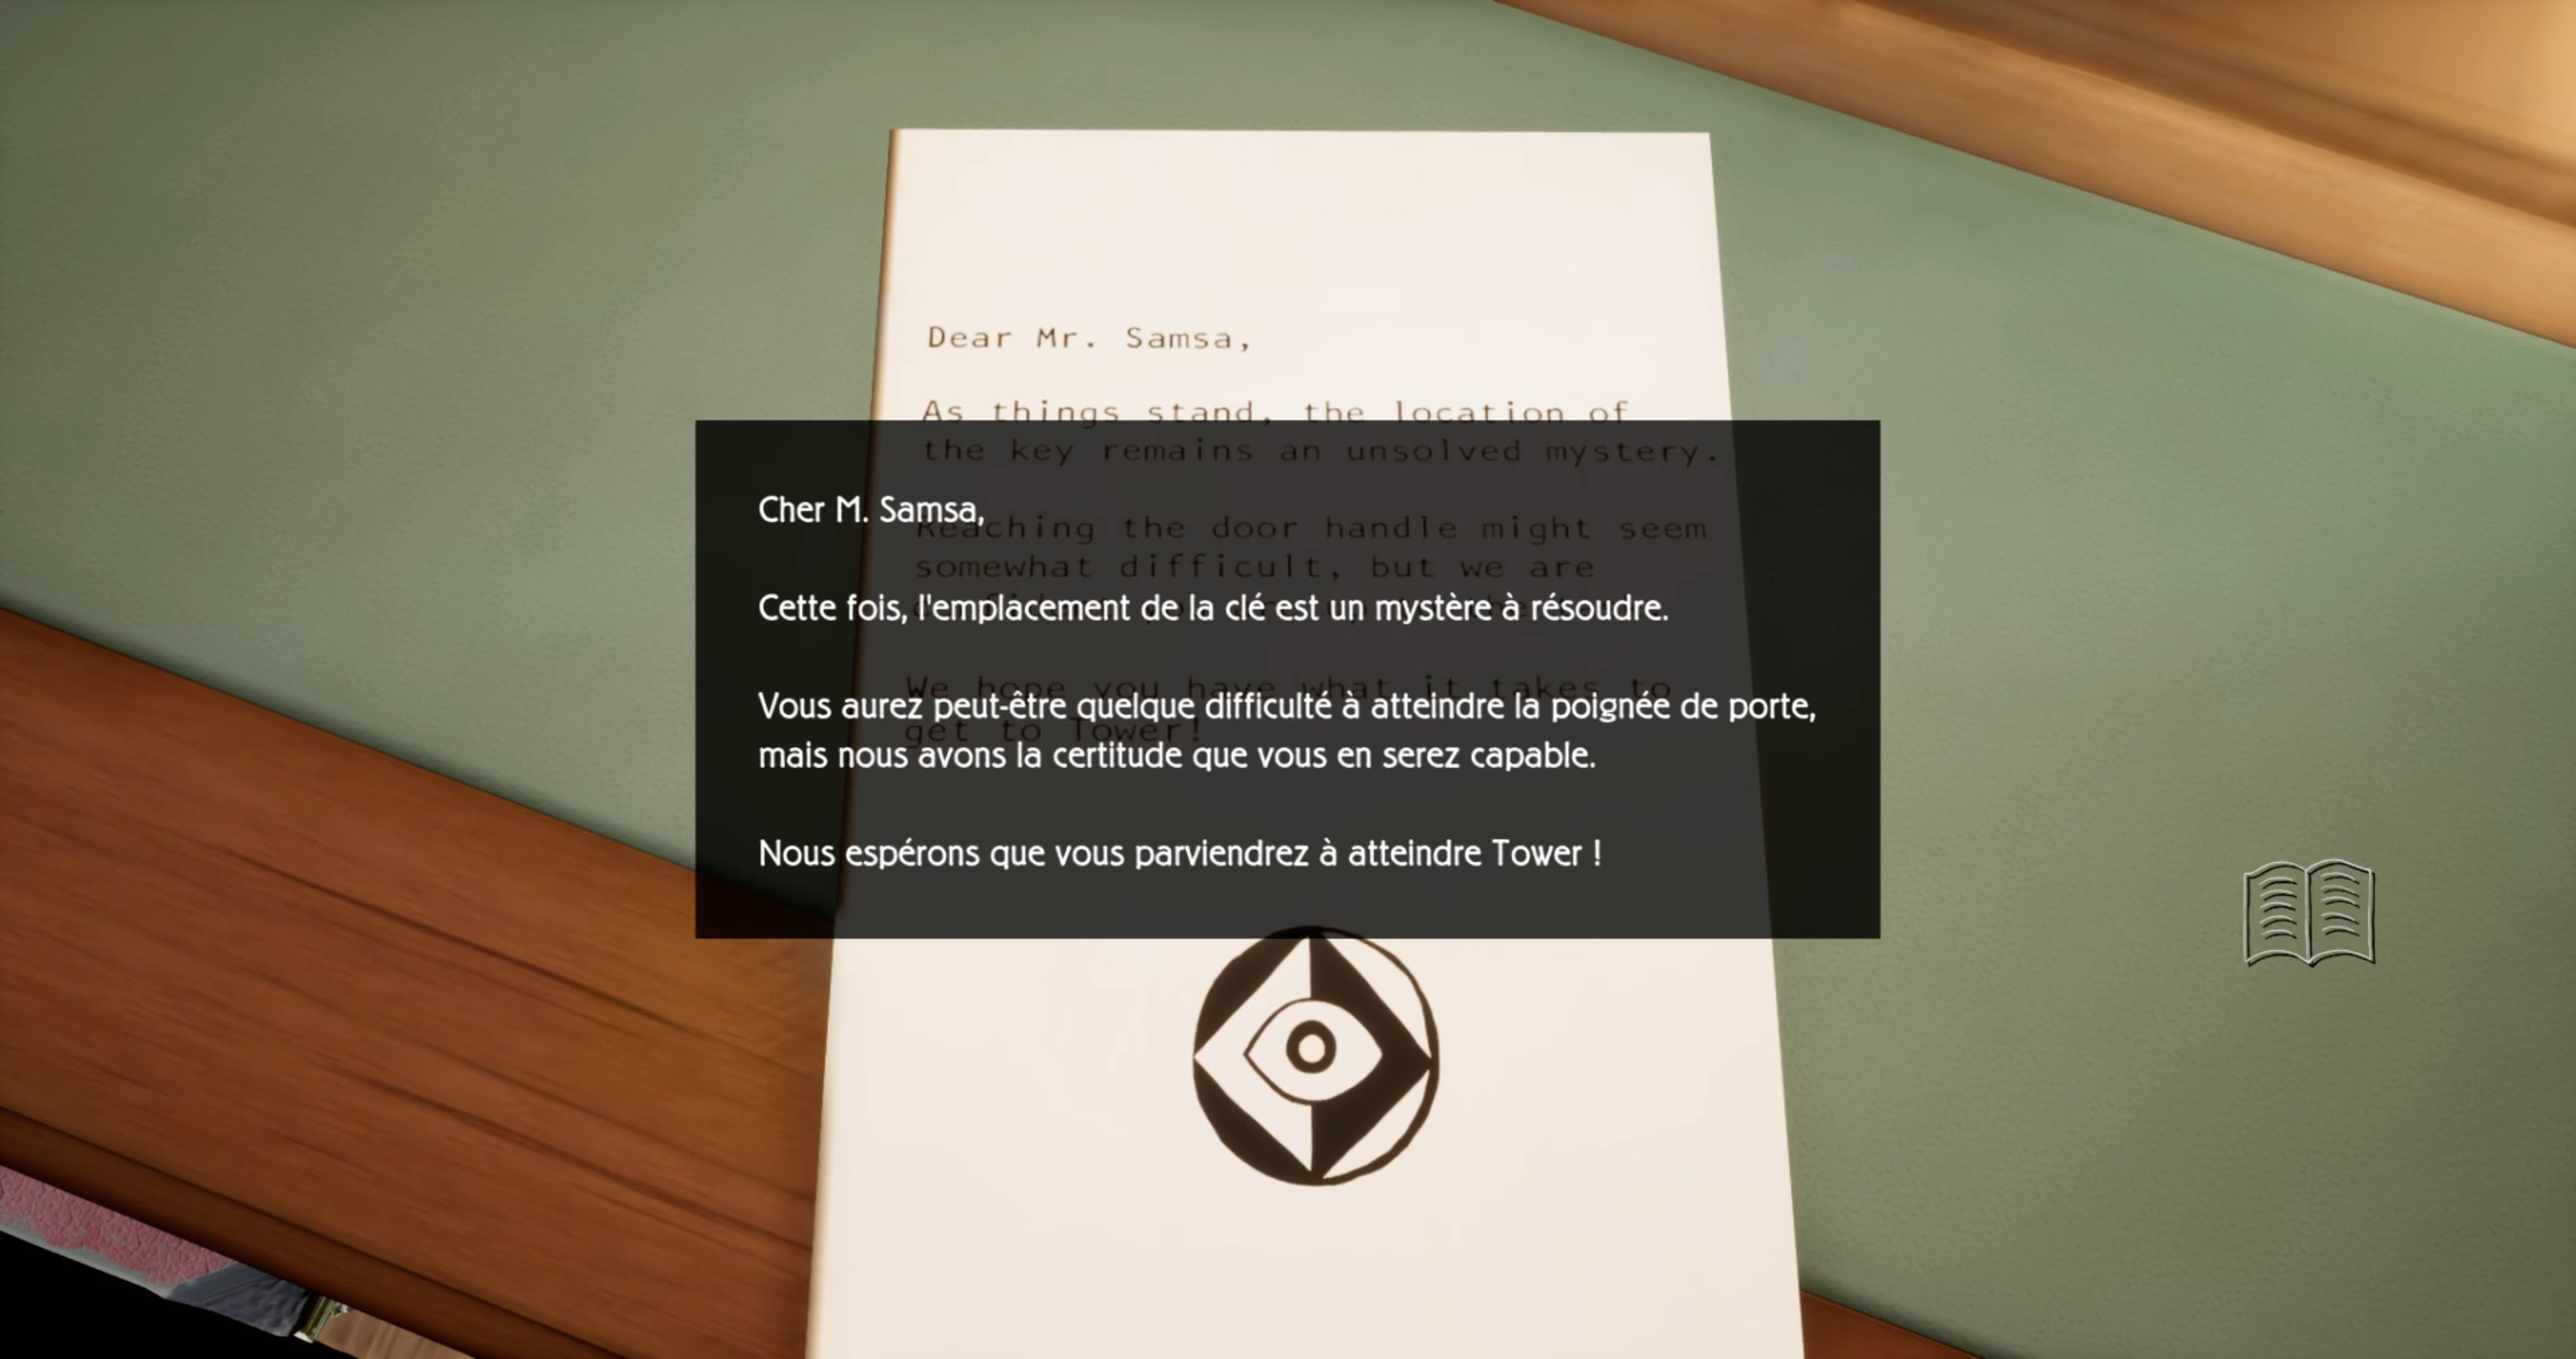 Dear Mr. Samsa,
As things stand, the location of
the key remains an unsolved mystery.
Cher M. Samsa,
Reaching the door handle might seem
somewhat difficult, but we are
Cette fois, l'emplacement de la clé est un mystère à résoudre.
We hope you have what it takes to
Vous aurez peut-être quelque difficulté à atteindre la poignée de porte,
get to Tower!
mais nous avons la certitude que vous en serez capable.
Nous espérons que vous parviendrez à atteindre Tower !